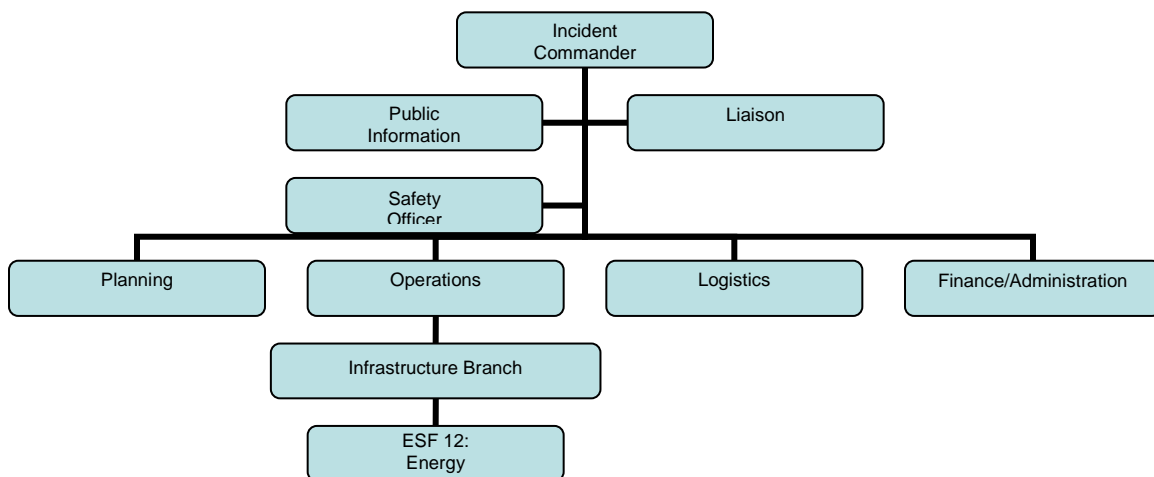 Incident
Commander
Public
Information
Liaison
Safety
Officer
Planning
Operations
Logistics
Finance/Administration
Infrastructure Branch
ESF 12:
Energy